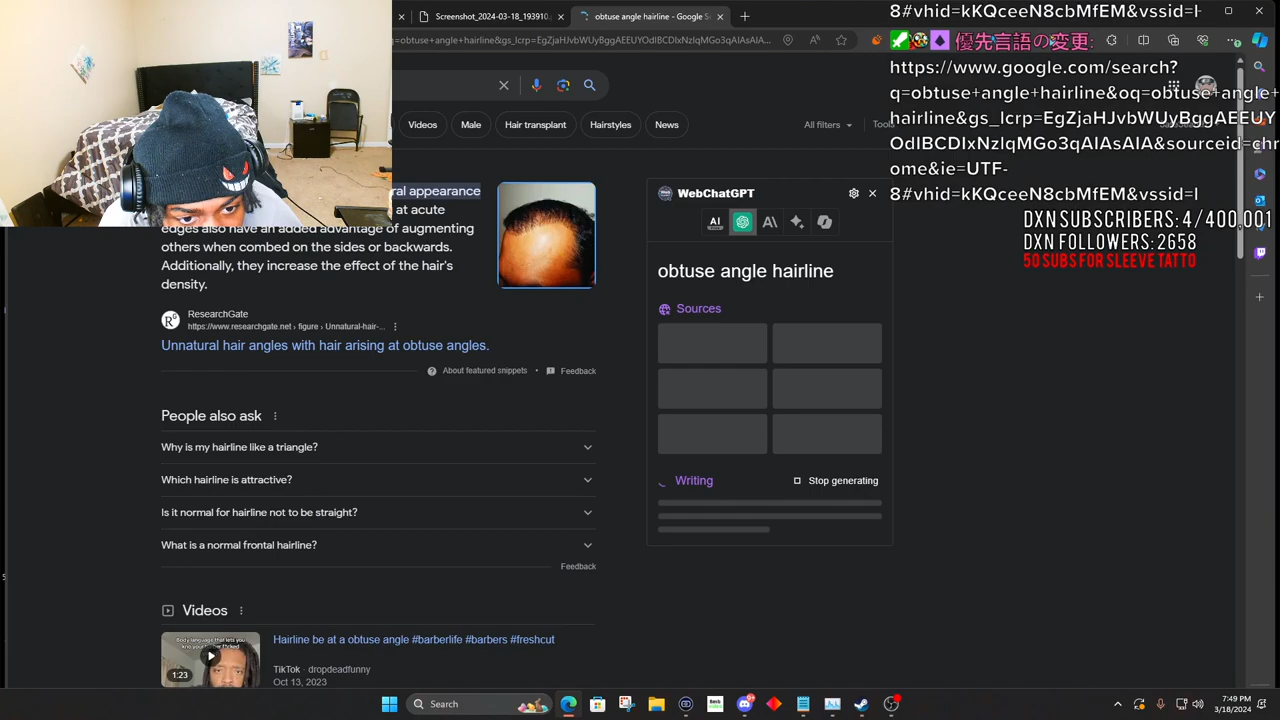 Screenshot_2024-03-18_193910.
obtuse angle hairline - Google Se
8#vhid=kKQceeN8cbMfEM&vssid=l
=obtuse+angle+hairline&gs_lcrp=EgZjaHJvbWUyBggAEEUYOdIBCDIxNzlqMGo3qAIAsAIA...
優先言語の変更:
https://www.google.com/search?
q=obtuse+angle+hairline&oq=obtuse+angle+
hairline&gs_lcrp=EgZjaHJvbWUyBggAEEUY
OdIBCDIxNzlqMGo3qAIAsAIA&sourceid=chr
ome&ie=UTF-
8#vhid=kKQceeN8cbMfEM&vssid=l
DXN SUBSCRIBERS: 4/400,001
DXN FOLLOWERS: 2658
50 SUBS FOR SLEEVE TATTO
Videos
Male
Hair transplant
Hairstyles
News
All filters
Tools
ral appearance
at acute
edges also have an added advantage of augmenting
others when combed on the sides or backwards.
Additionally, they increase the effect of the hair's
density.
ResearchGate
https://www.researchgate.net › figure › Unnatural-hair-...
Unnatural hair angles with hair arising at obtuse angles.
About featured snippets
•
Feedback
People also ask
Why is my hairline like a triangle?
Which hairline is attractive?
Is it normal for hairline not to be straight?
What is a normal frontal hairline?
Feedback
Videos
1:23
Hairline be at a obtuse angle #barberlife #barbers #freshcut
TikTok · dropdeadfunny
Oct 13, 2023
WebChatGPT
AI
obtuse angle hairline
Sources
Writing
Stop generating
Search
7:49 PM
3/18/2024